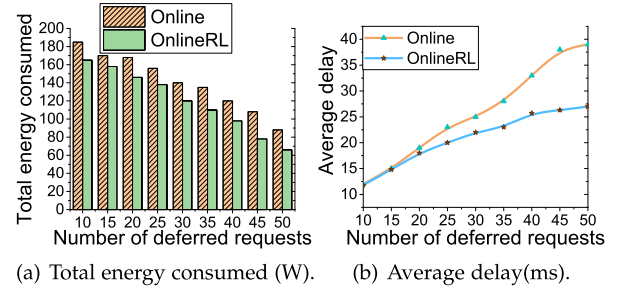 Online
OnlineRL
Total energy consumed
200
180
160
140
120
100
80
60
40
20
0
10 15 20 25 30 35 40 45 50
Number of deferred requests
(a) Total energy consumed (W).
Online
OnlineRL
Average delay
40
35
30
25
20
15
10
10 15 20 25 30 35 40 45 50
Number of deferred requests
(b) Average delay(ms).